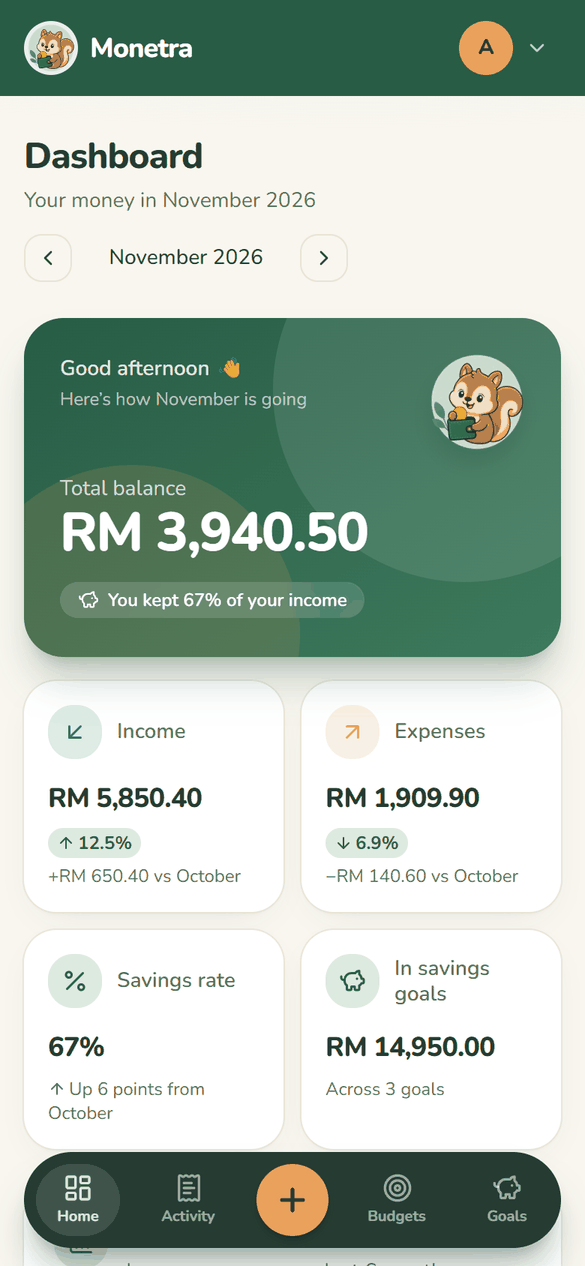 Monetra
A
Dashboard
Your money in November 2026
November 2026
Good afternoon 👋
Here's how November is going
Total balance
RM 3,940.50
You kept 67% of your income
Income
Expenses
RM 5,850.40
RM 1,909.90
↑ 12.5%
↓ 6.9%
+RM 650.40 vs October
−RM 140.60 vs October
Savings rate
In savings
goals
67%
RM 14,950.00
↑ Up 6 points from
October
Across 3 goals
Home
Activity
Budgets
Goals